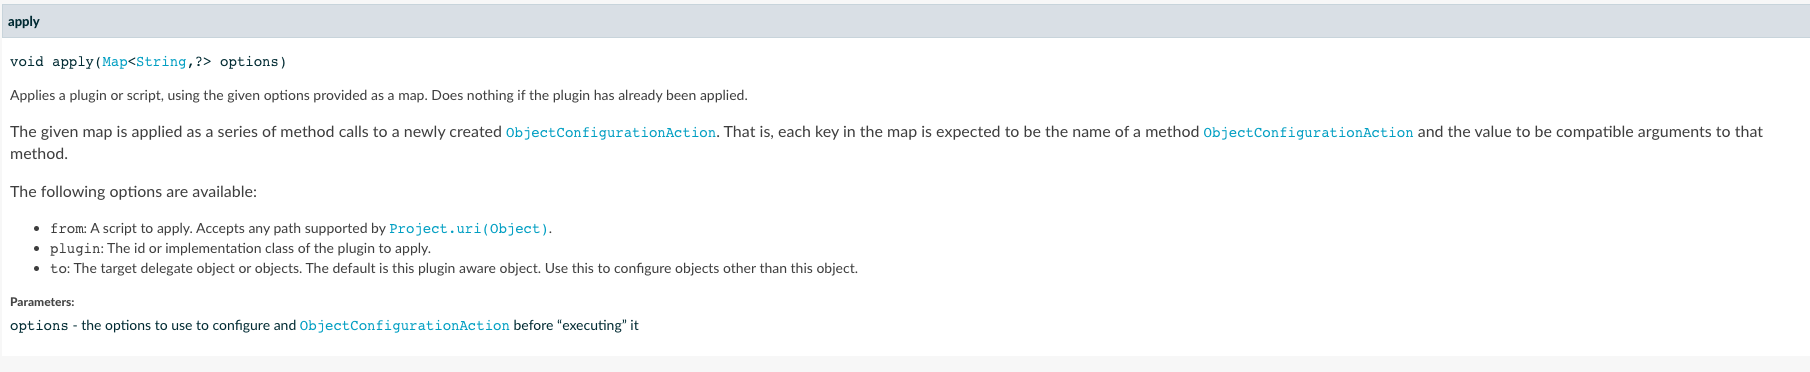 apply
void apply(Map<String,?> options)
Applies a plugin or script, using the given options provided as a map. Does nothing if the plugin has already been applied.
The given map is applied as a series of method calls to a newly created ObjectConfigurationAction. That is, each key in the map is expected to be the name of a method ObjectConfigurationAction and the value to be compatible arguments to that
method.
The following options are available:
• from: A script to apply. Accepts any path supported by Project.uri(Object).
• plugin: The id or implementation class of the plugin to apply.
• to: The target delegate object or objects. The default is this plugin aware object. Use this to configure objects other than this object.
Parameters:
options - the options to use to configure and ObjectConfigurationAction before “executing” it